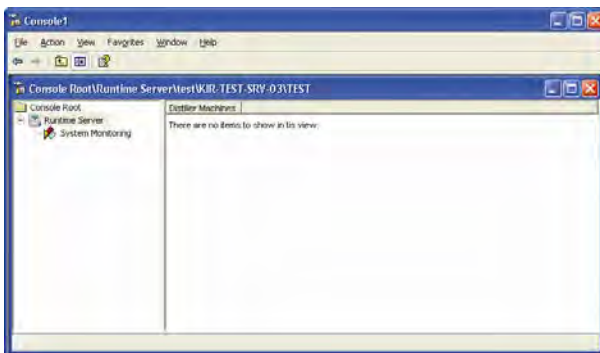 Console1
File Action View Favorites Window Help
Console Root\Runtime Server\test\KIR-TEST-SRV-03\TEST
Console Root
Distiller Machines
Runtime Server
There are no items to show in tis view
System Monitoring